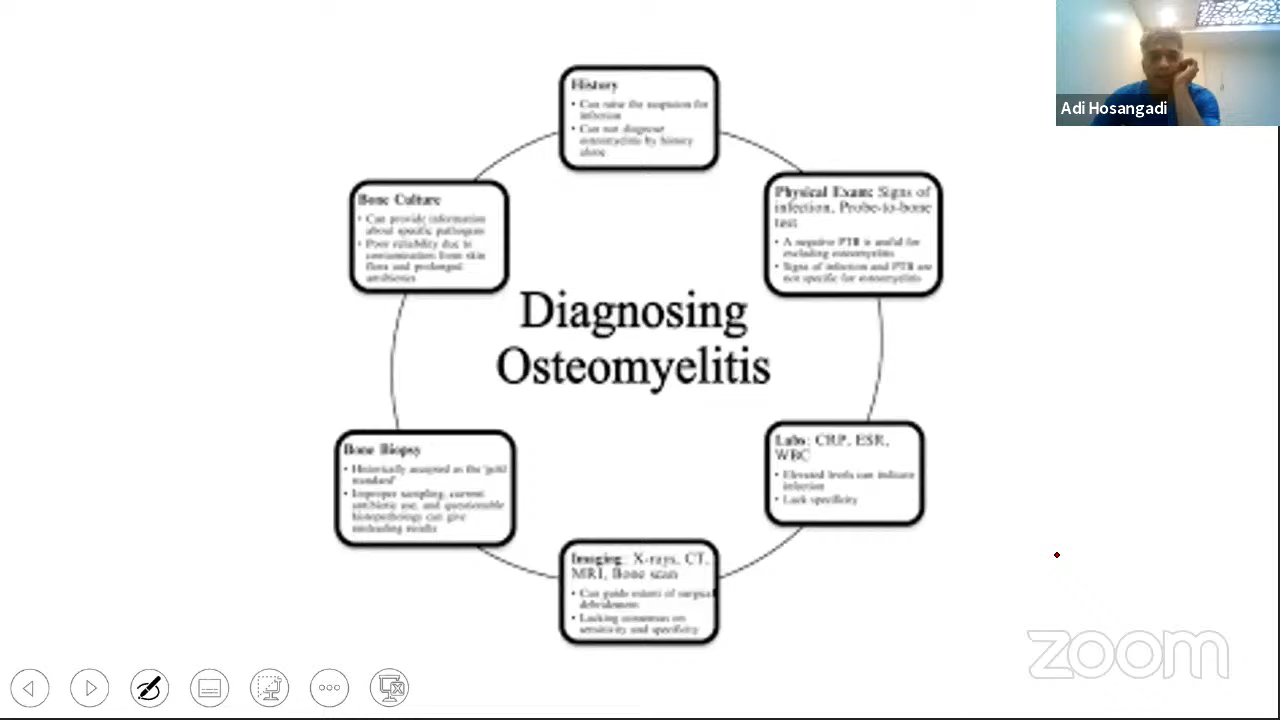 Adi Hosangadi
History
• Can raise the suspicion for
infection
• Can not diagnose
osteomyelitis by history
alone
Physical Exam: Signs of
infection, Probe-to-bone
test
• A negative PTB is useful for
excluding osteomyelitis
• Signs of infection and PTB are
not specific for osteomyelitis
Bone Culture
• Can provide information
about specific pathogens
• Poor reliability due to
contamination from skin
flora and prolonged
antibiotics
Diagnosing
Osteomyelitis
Labs: CRP, ESR,
WBC
• Elevated levels can indicate
infection
• Lack specificity
Bone Biopsy
• Historically accepted as the 'gold
standard'
• Improper sampling, current
antibiotic use, and questionable
histopathology can give
misleading results
Imaging: X-rays, CT,
MRI, Bone scan
• Can guide extent of surgical
debridement
• Lacking consensus on
sensitivity and specificity
zoom